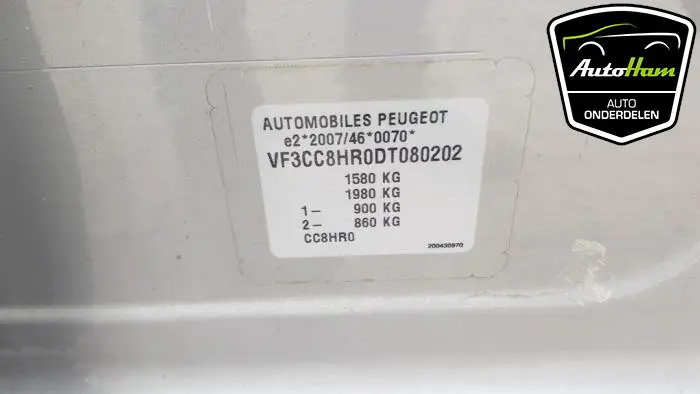 AutoHam
AUTO
ONDERDELEN
AUTOMOBILES PEUGEOT
e2*2007/46*0070*
VF3CC8HR0DT080202
1580 KG
1980 KG
1- 900 KG
2- 860 KG
CC8HR0
200430970